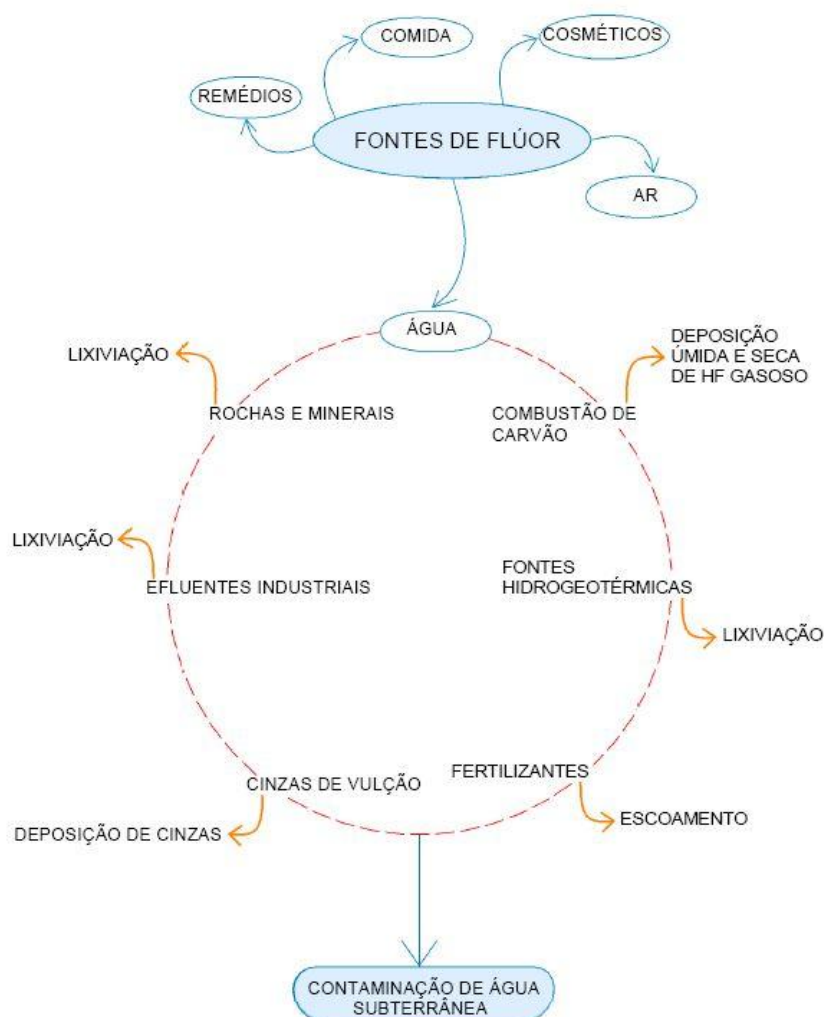 COMIDA
COSMÉTICOS
REMÉDIOS
FONTES DE FLÚOR
AR
ÁGUA
LIXIVIAÇÃO
DEPOSIÇÃO
ÚMIDA E SECA
DE HF GASOSO
ROCHAS E MINERAIS
COMBUSTÃO DE
CARVÃO
LIXIVIAÇÃO
EFLUENTES INDUSTRIAIS
FONTES
HIDROGEOTÉRMICAS
LIXIVIAÇÃO
CINZAS DE VULÇÃO
FERTILIZANTES
DEPOSIÇÃO DE CINZAS
ESCOAMENTO
CONTAMINAÇÃO DE ÁGUA
SUBTERRÂNEA